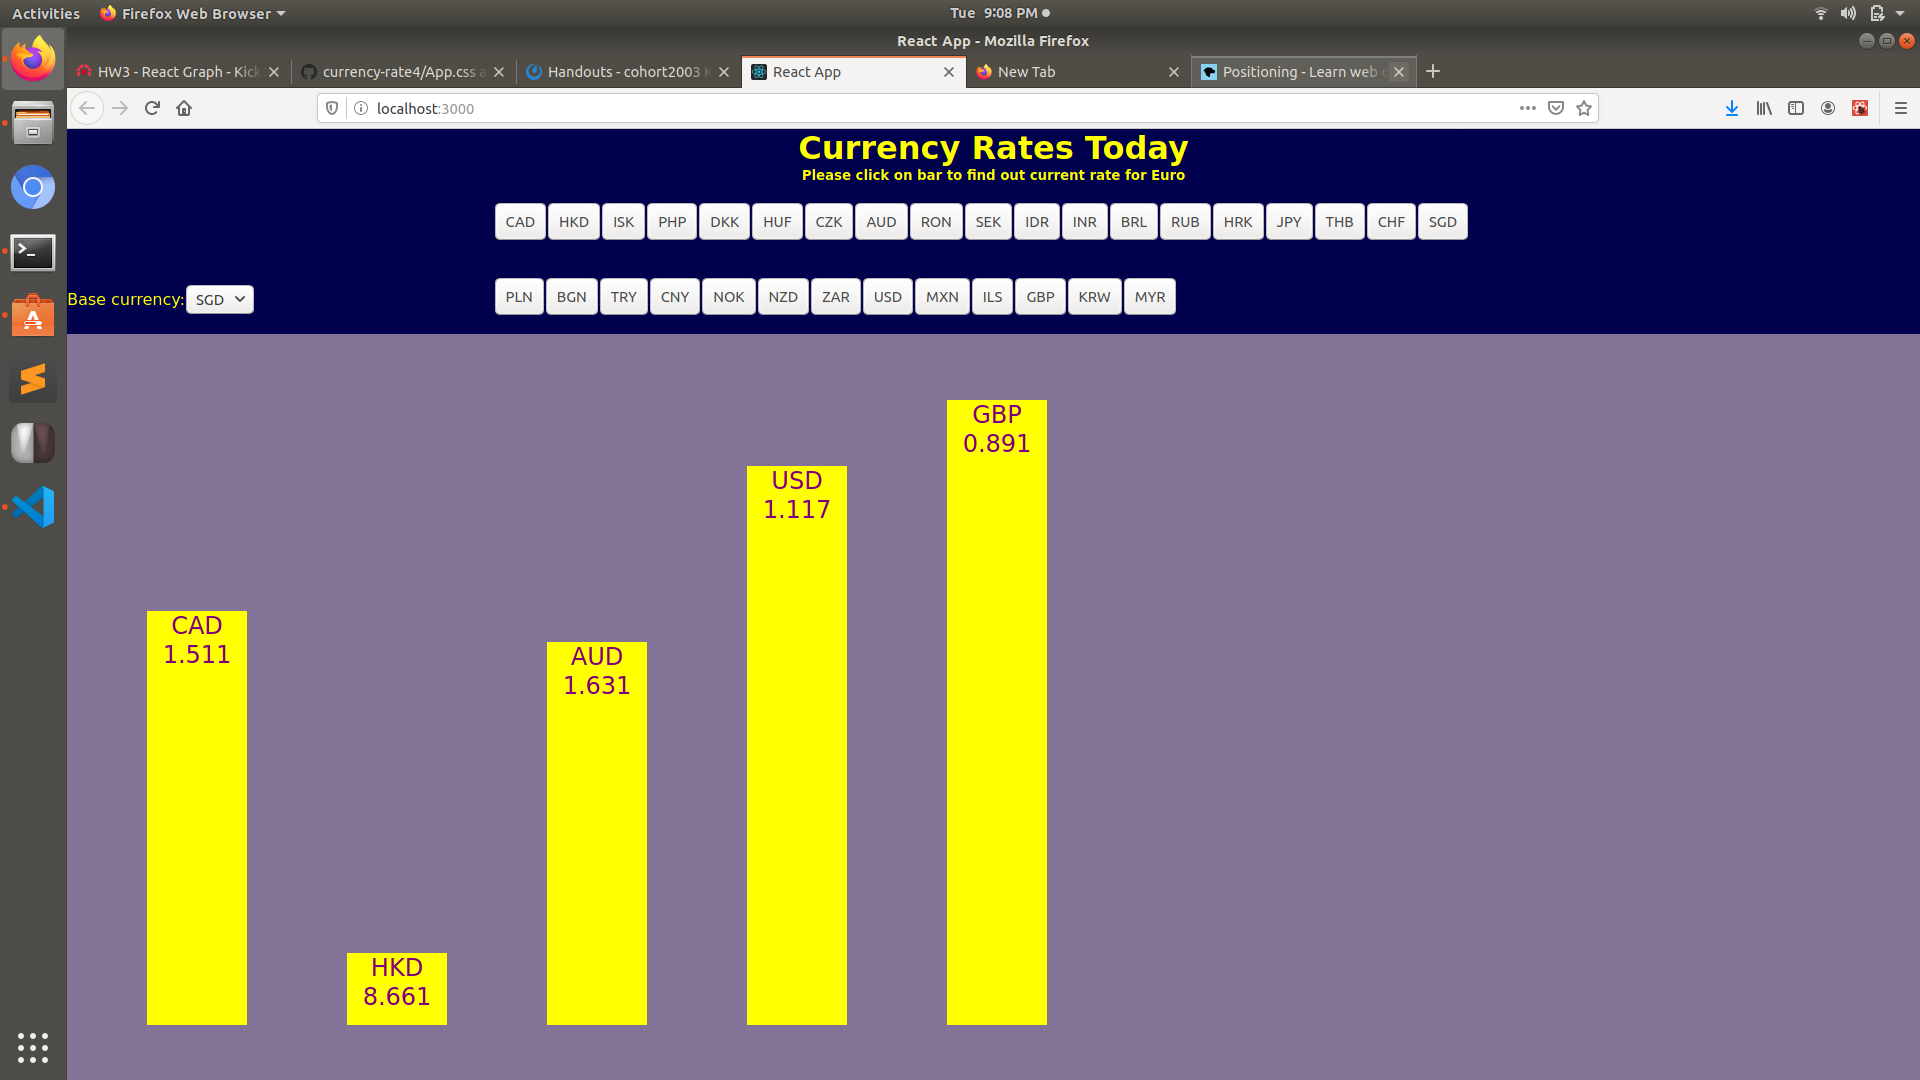 Activities Firefox Web Browser Tue 9:08 PM
React App - Mozilla Firefox
HW3 - React Graph - Kick currency-rate4/App.css a Handouts - cohort2003 K React App New Tab Positioning - Learn web
localhost:3000
Currency Rates Today
Please click on bar to find out current rate for Euro
CAD HKD ISK PHP DKK HUF CZK AUD RON SEK IDR INR BRL RUB HRK JPY THB CHF SGD
Base currency: SGD PLN BGN TRY CNY NOK NZD ZAR USD MXN ILS GBP KRW MYR
GBP
0.891
USD
1.117
CAD
1.511
AUD
1.631
HKD
8.661